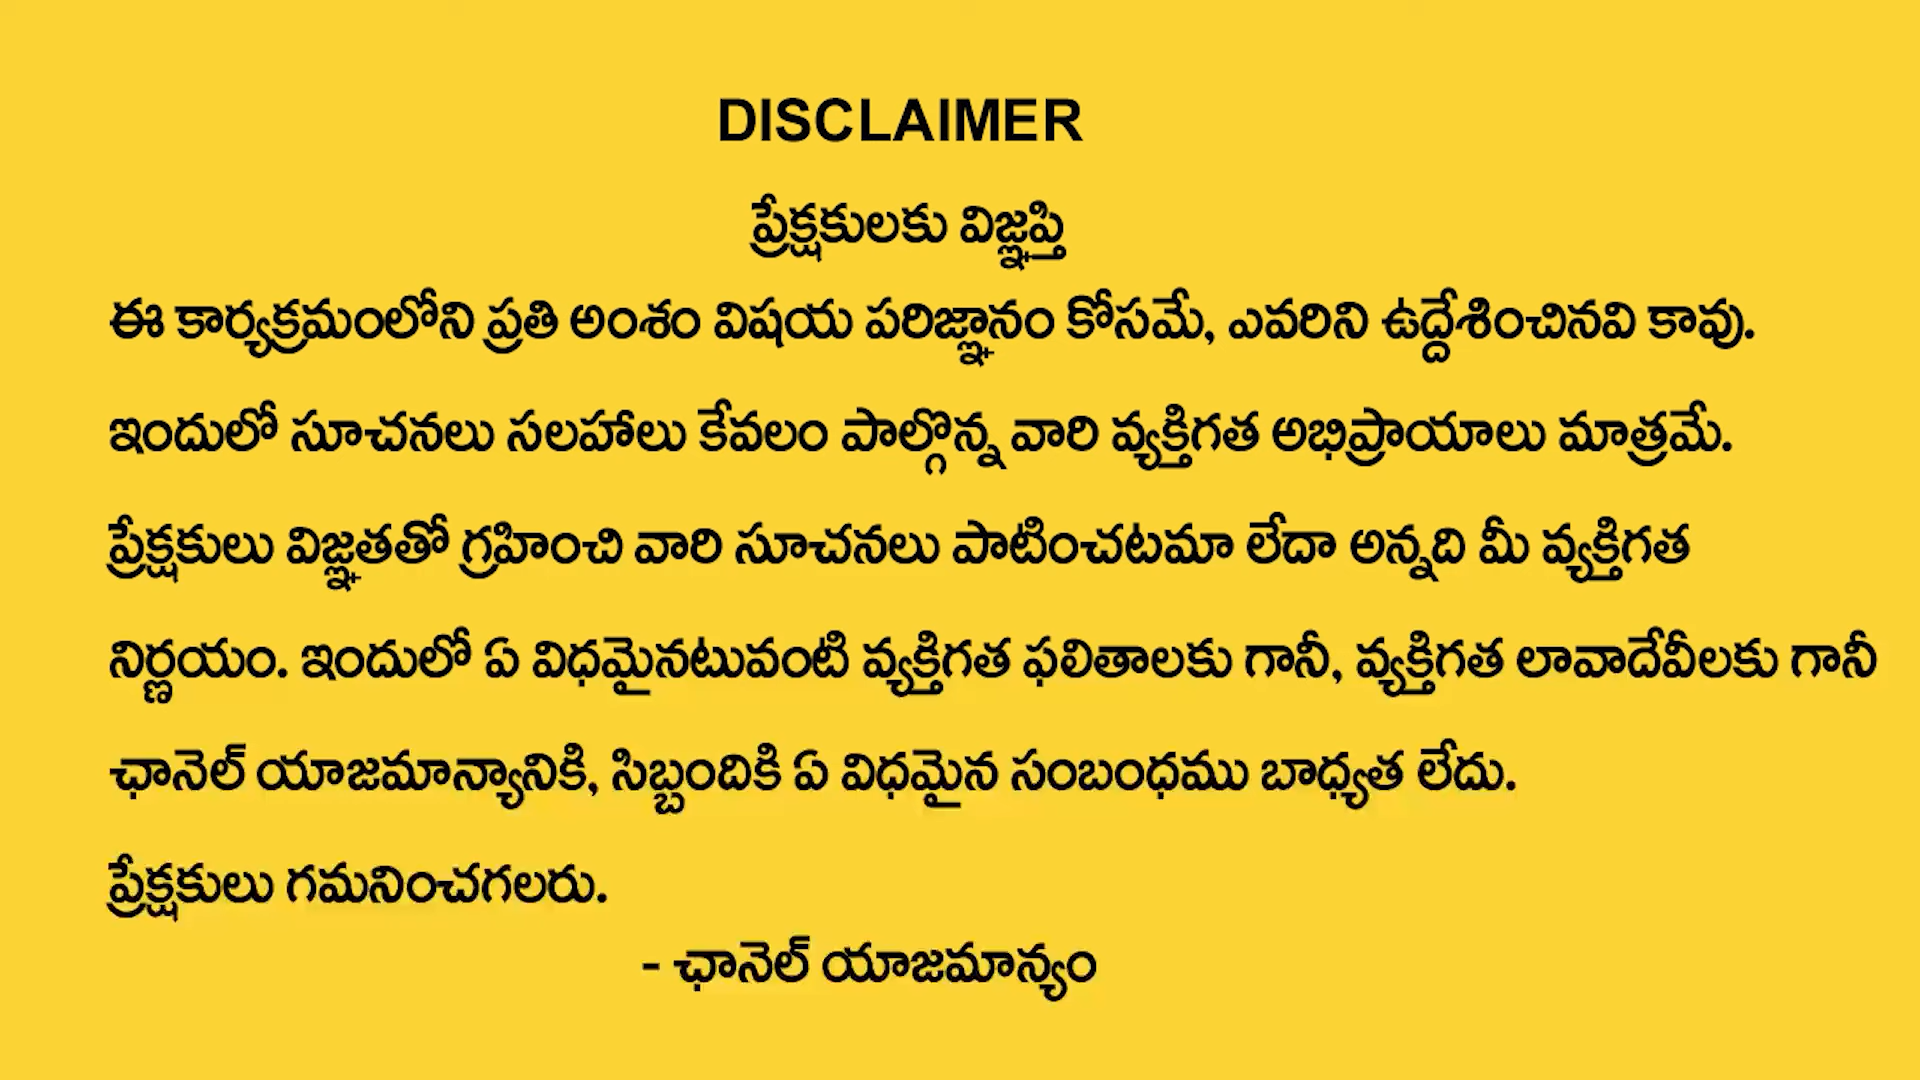 DISCLAIMER
ప్రేక్షకులకు విజ్ఞప్తి
ఈ కార్యక్రమంలోని ప్రతి అంశం విషయ పరిజ్ఞానం కోసమే, ఎవరిని ఉద్దేశించినవి కావు.
ఇందులో సూచనలు సలహాలు కేవలం పాల్గొన్న వారి వ్యక్తిగత అభిప్రాయాలు మాత్రమే.
ప్రేక్షకులు విజ్ఞతతో గ్రహించి వారి సూచనలు పాటించటమా లేదా అన్నది మీ వ్యక్తిగత
నిర్ణయం. ఇందులో ఏ విధమైనటువంటి వ్యక్తిగత ఫలితాలకు గానీ, వ్యక్తిగత లావాదేవీలకు గానీ
ఛానెల్ యాజమాన్యానికి, సిబ్బందికి ఏ విధమైన సంబంధము బాధ్యత లేదు.
ప్రేక్షకులు గమనించగలరు.
- ఛానెల్ యాజమాన్యం